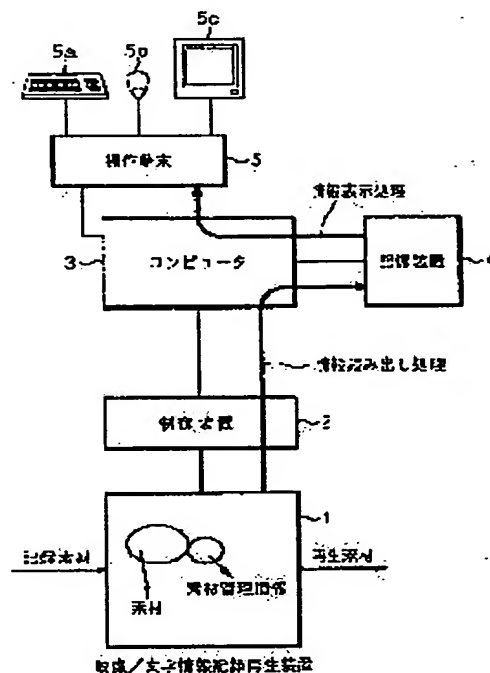 5a
5b
5c
操作端末
5
情報表示処理
3
コンピュータ
記憶装置
4
情報読み出し処理
制御装置
2
1
記録素材
素材
素材管理情報
再生素材
映像/文字情報記録再生装置